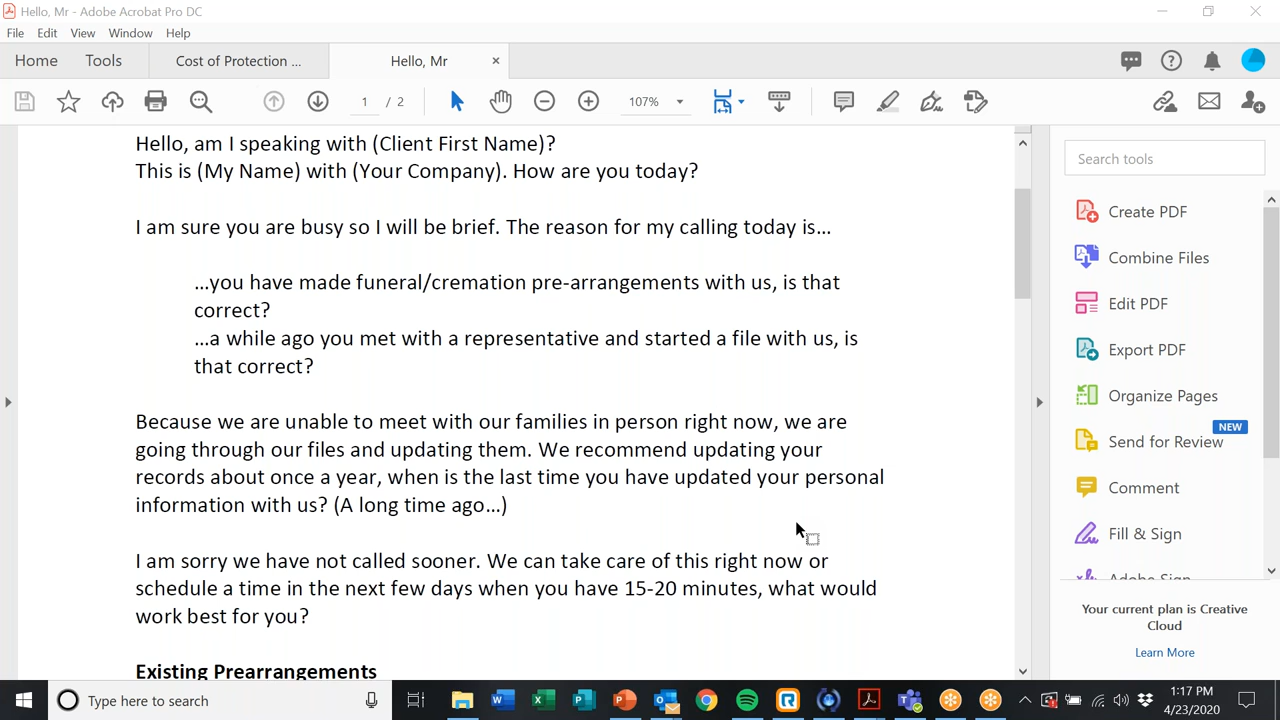 Hello, Mr - Adobe Acrobat Pro DC
File Edit View Window Help
Home Tools Cost of Protection ... Hello, Mr ×
1 / 2 107%
Hello, am I speaking with (Client First Name)?
This is (My Name) with (Your Company). How are you today?
I am sure you are busy so I will be brief. The reason for my calling today is...
...you have made funeral/cremation pre-arrangements with us, is that
correct?
...a while ago you met with a representative and started a file with us, is
that correct?
Because we are unable to meet with our families in person right now, we are
going through our files and updating them. We recommend updating your
records about once a year, when is the last time you have updated your personal
information with us? (A long time ago...)
I am sorry we have not called sooner. We can take care of this right now or
schedule a time in the next few days when you have 15-20 minutes, what would
work best for you?
Existing Prearrangements
Search tools
Create PDF
Combine Files
Edit PDF
Export PDF
Organize Pages
NEW
Send for Review
Comment
Fill & Sign
Adobe Sign
Your current plan is Creative
Cloud
Learn More
Type here to search
1:17 PM
4/23/2020